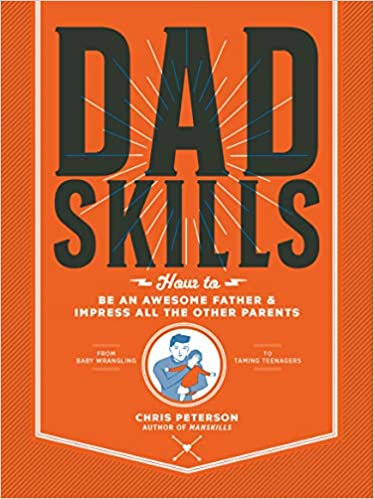 DAD
SKILLS
How to
BE AN AWESOME FATHER &
IMPRESS ALL THE OTHER PARENTS
FROM
BABY WRANGLING
TO
TAMING TEENAGERS
CHRIS PETERSON
AUTHOR OF MANSKILLS